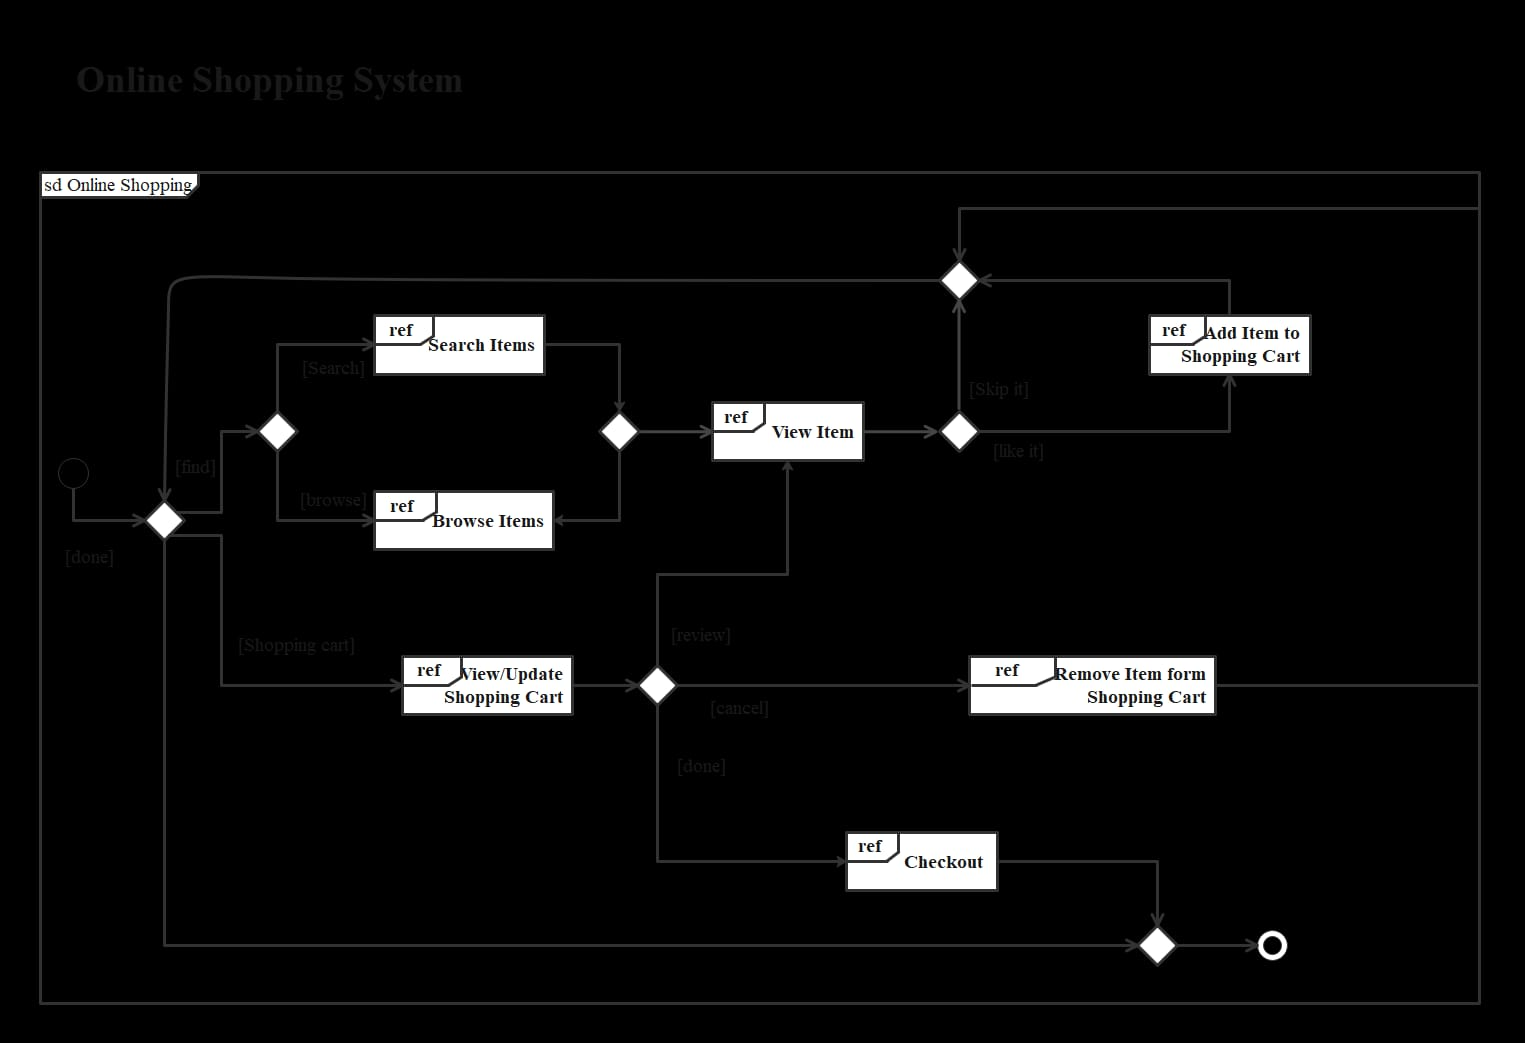 Online Shopping System
sd Online Shopping
ref
Search Items
[Search]
ref
Add Item to
Shopping Cart
[Skip it]
ref
View Item
[like it]
[find]
[browse]
ref
Browse Items
[done]
[Shopping cart]
ref
View/Update
Shopping Cart
[review]
[cancel]
ref
Remove Item form
Shopping Cart
[done]
ref
Checkout